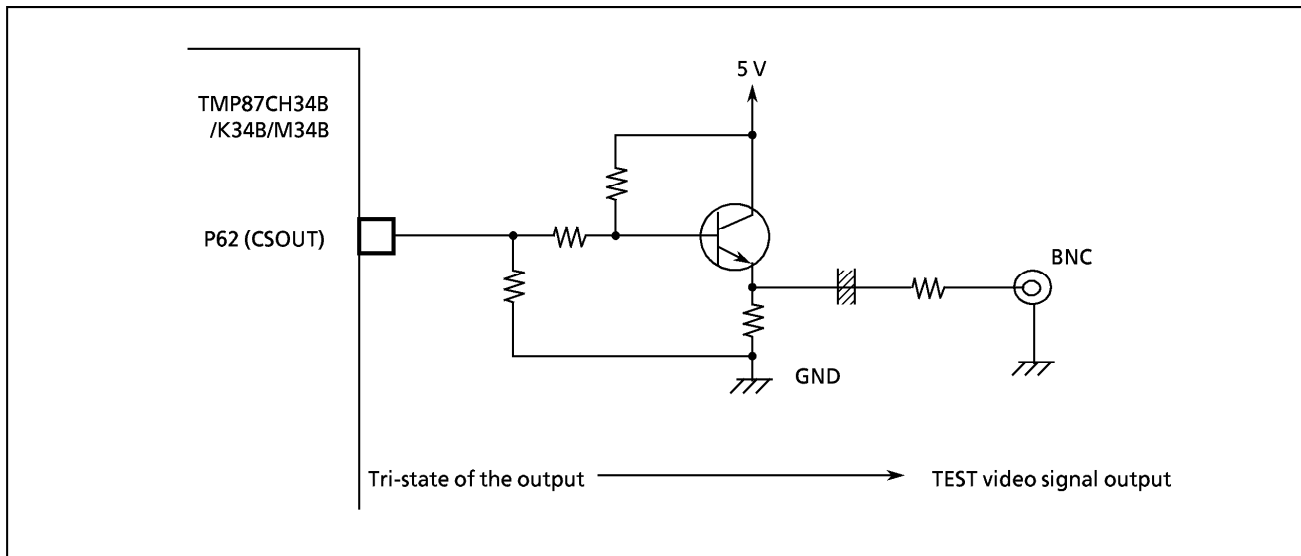 5 V
TMP87CH34B
/K34B/M34B
P62 (CSOUT)
BNC
GND
Tri-state of the output
TEST video signal output